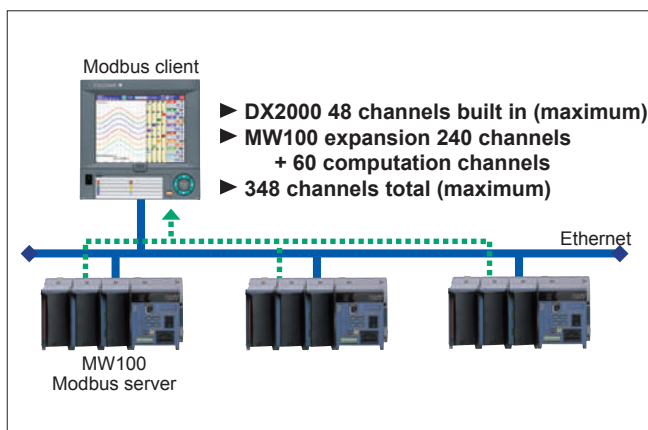 Modbus client
► DX2000 48 channels built in (maximum)
► MW100 expansion 240 channels
+ 60 computation channels
► 348 channels total (maximum)
Ethernet
MW100
Modbus server